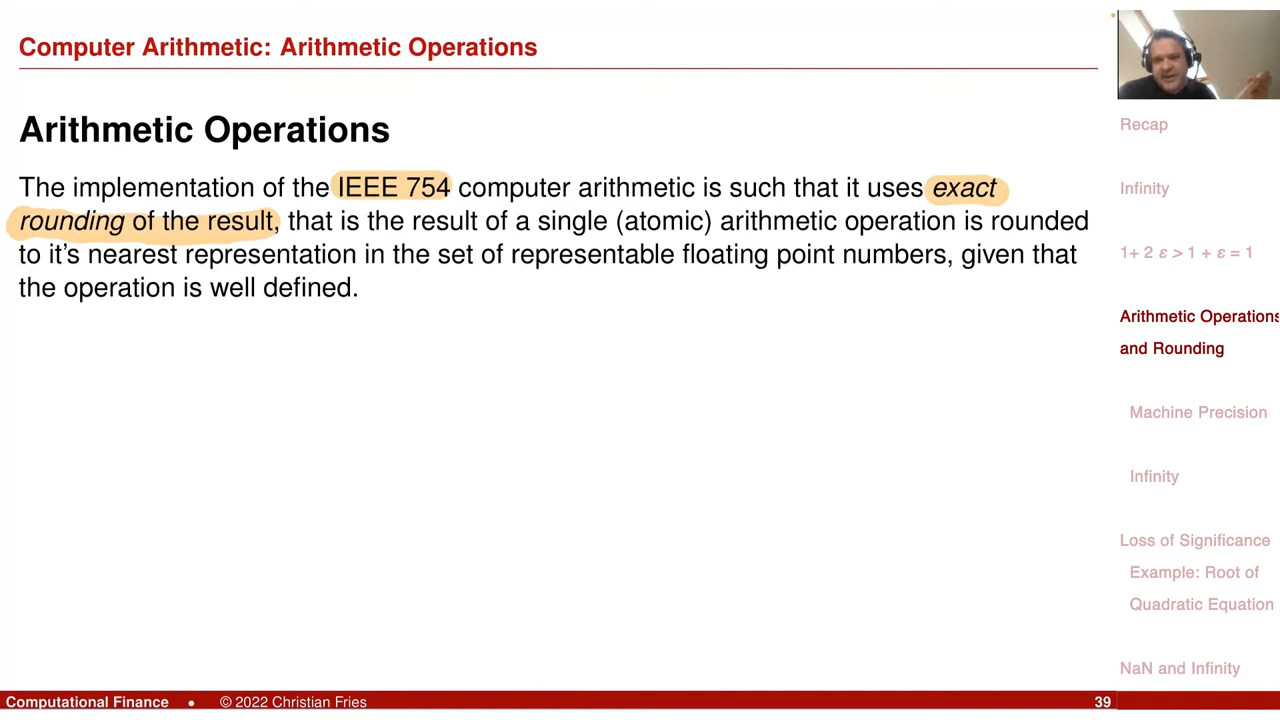 Computer Arithmetic: Arithmetic Operations
Arithmetic Operations
The implementation of the IEEE 754 computer arithmetic is such that it uses exact
rounding of the result, that is the result of a single (atomic) arithmetic operation is rounded
to it's nearest representation in the set of representable floating point numbers, given that
the operation is well defined.
Recap
Infinity
1+ 2 ε > 1 + ε = 1
Arithmetic Operations
and Rounding
Machine Precision
Infinity
Loss of Significance
Example: Root of
Quadratic Equation
NaN and Infinity
Computational Finance • © 2022 Christian Fries 39